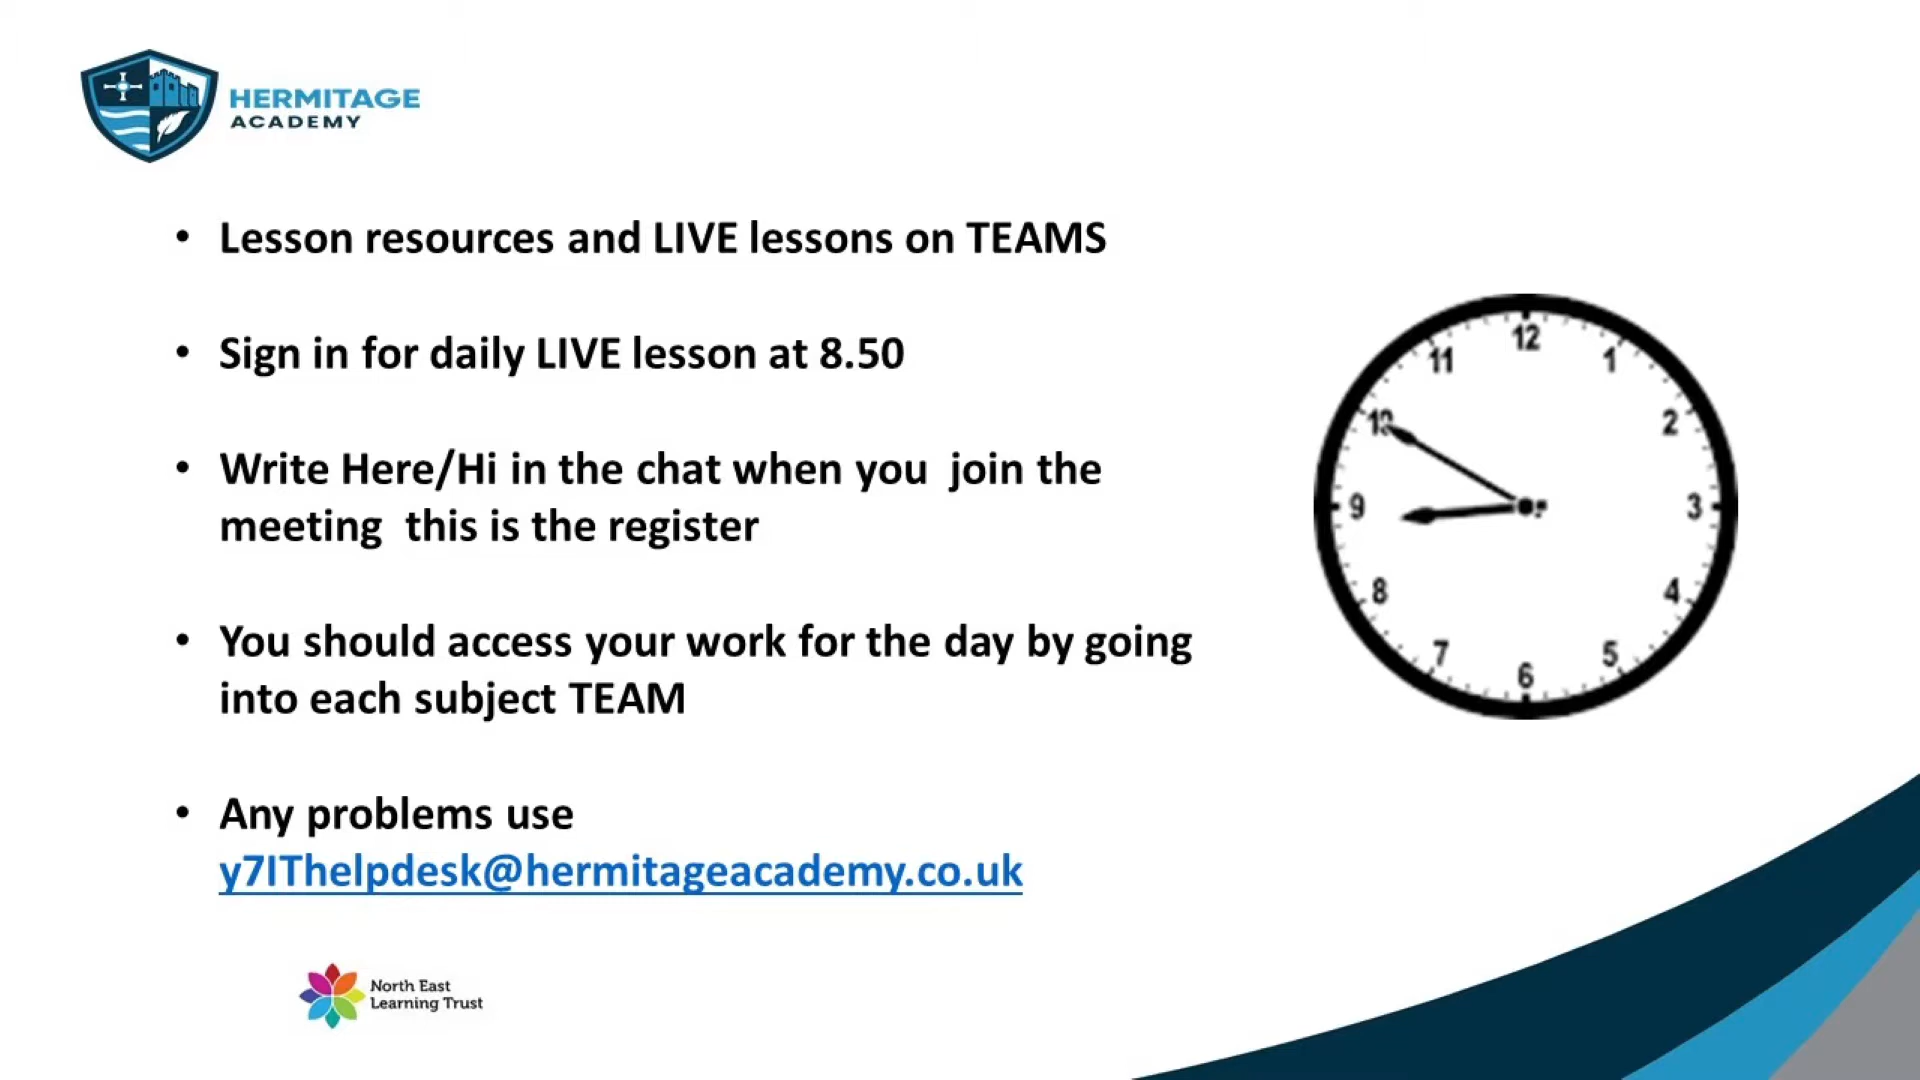 HERMITAGE
ACADEMY
• Lesson resources and LIVE lessons on TEAMS
• Sign in for daily LIVE lesson at 8.50
• Write Here/Hi in the chat when you  join the
meeting  this is the register
• You should access your work for the day by going
into each subject TEAM
• Any problems use
y7IThelpdesk@hermitageacademy.co.uk
12
1
2
3
4
5
6
7
8
9
10
11
North East
Learning Trust